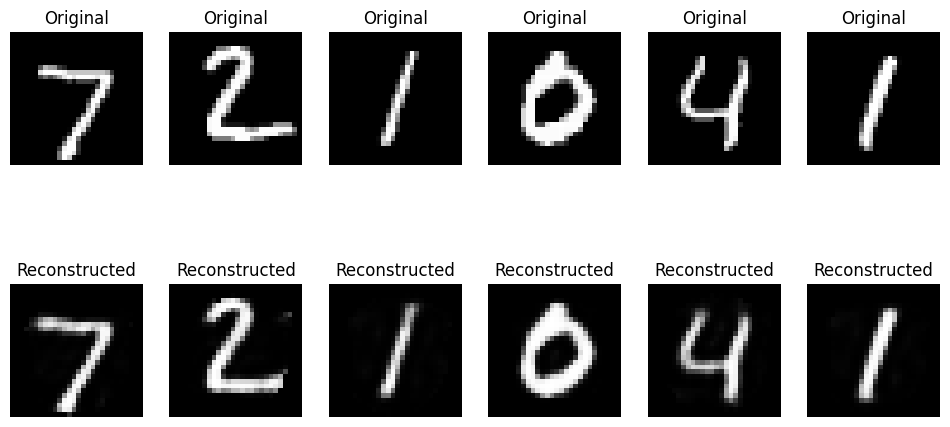 Original Original Original Original Original Original
7 2 1 0 4 1
Reconstructed Reconstructed Reconstructed Reconstructed Reconstructed Reconstructed
7 2 1 0 4 1